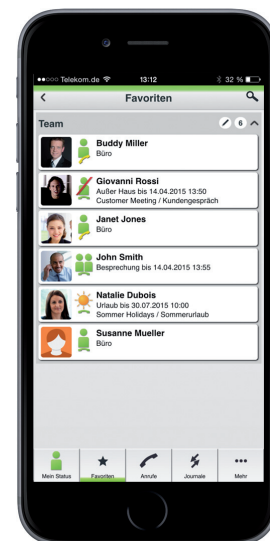 Telekom.de 13:12 32 %
Favoriten
Team 6
Buddy Miller
Büro
Giovanni Rossi
Außer Haus bis 14.04.2015 13:50
Customer Meeting / Kundengespräch
Janet Jones
Büro
John Smith
Besprechung bis 14.04.2015 13:55
Natalie Dubois
Urlaub bis 30.07.2015 10:00
Sommer Holidays / Sommerurlaub
Susanne Mueller
Büro
Mein Status Favoriten Anrufe Journale Mehr